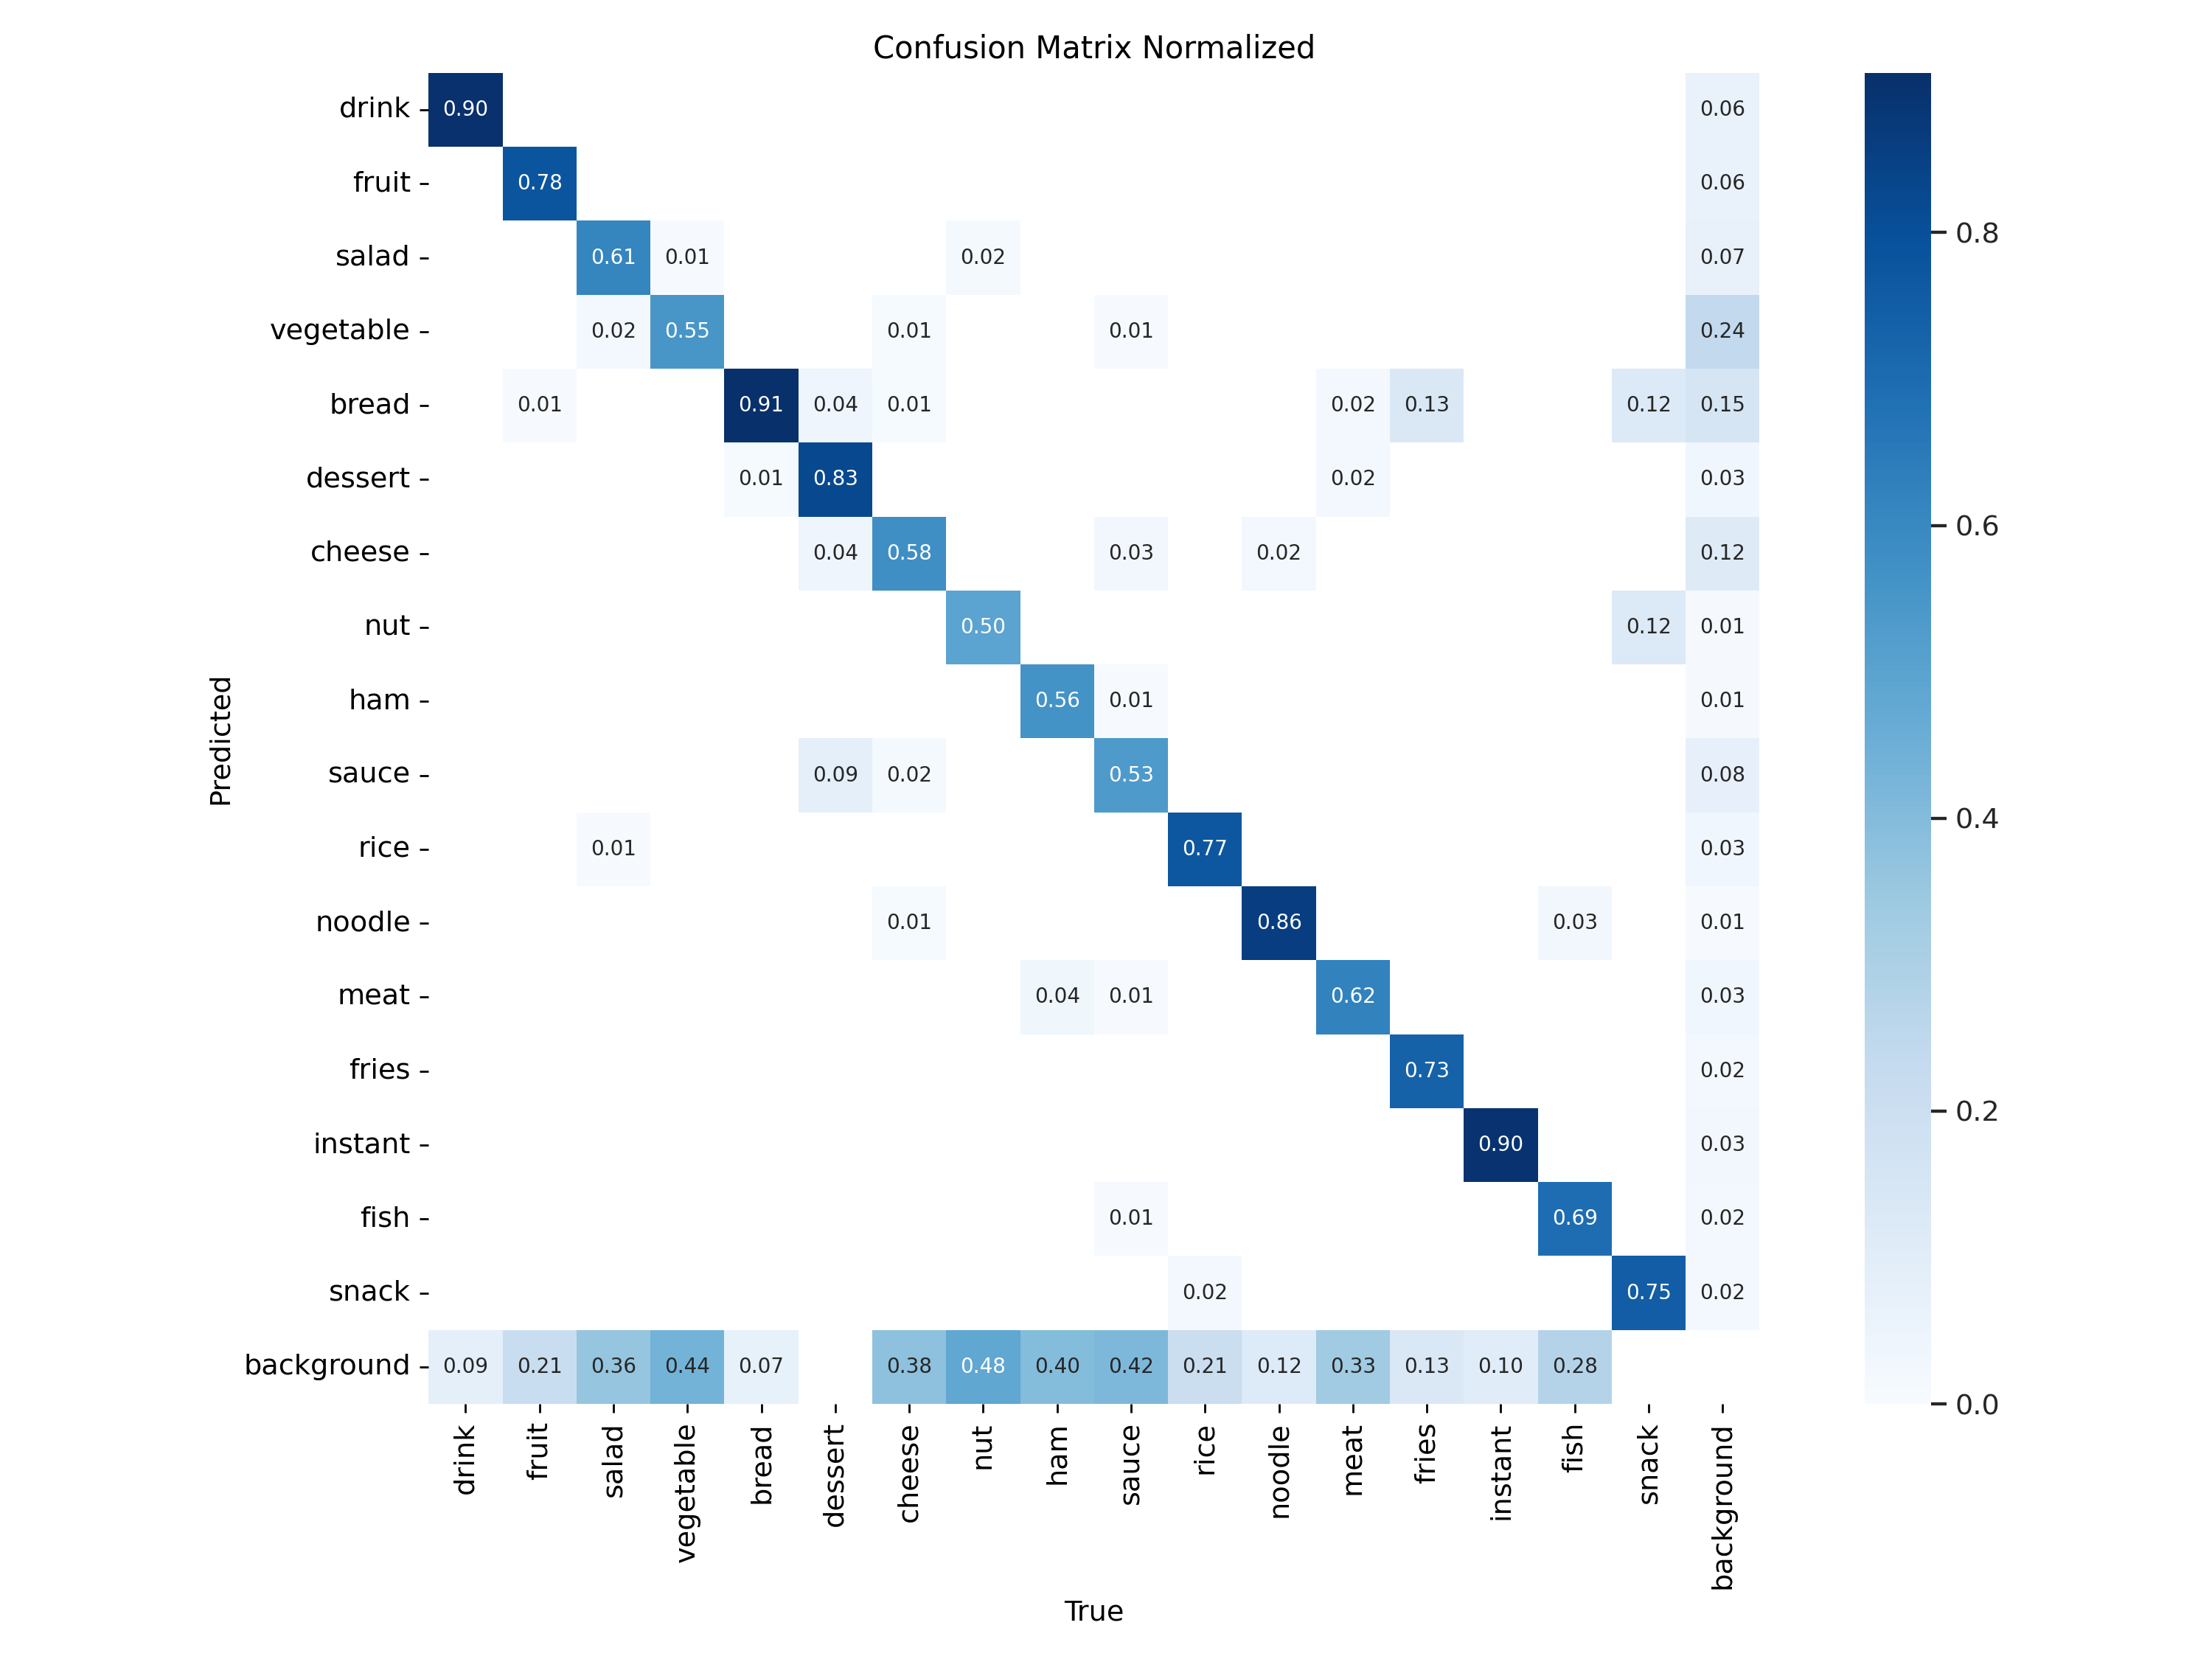 Confusion Matrix Normalized
drink 0.90 0.06
fruit 0.78 0.06
salad 0.61 0.01 0.02 0.07
vegetable 0.02 0.55 0.01 0.01 0.24
bread 0.01 0.91 0.04 0.01 0.02 0.13 0.12 0.15
dessert 0.01 0.83 0.02 0.03
cheese 0.04 0.58 0.03 0.02 0.12
nut 0.50 0.12 0.01
ham 0.56 0.01 0.01
sauce 0.09 0.02 0.53 0.08
rice 0.01 0.77 0.03
noodle 0.01 0.86 0.03 0.01
meat 0.04 0.01 0.62 0.03
fries 0.73 0.02
instant 0.90 0.03
fish 0.01 0.69 0.02
snack 0.02 0.75 0.02
background 0.09 0.21 0.36 0.44 0.07 0.38 0.48 0.40 0.42 0.21 0.12 0.33 0.13 0.10 0.28
Predicted
drink fruit salad vegetable bread dessert cheese nut ham sauce rice noodle meat fries instant fish snack background
True
0.8
0.6
0.4
0.2
0.0